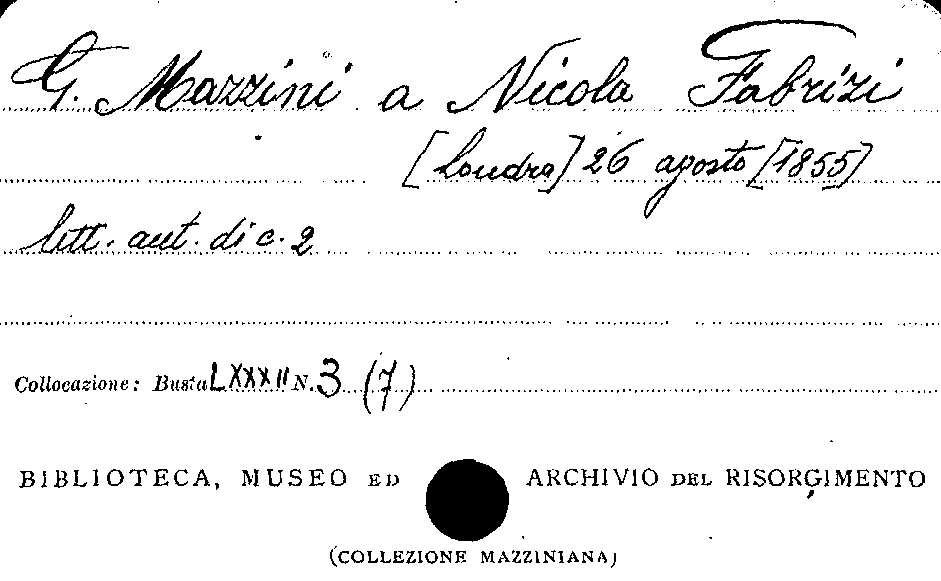 G. Mazzini a Nicola Fabrizi
[Londra] 26 agosto [1855]
lett. aut. di c. 2
Collocazione: Busta LXXXII N. 3 (7)
BIBLIOTECA, MUSEO ED ARCHIVIO DEL RISORGIMENTO
(COLLEZIONE MAZZINIANA)